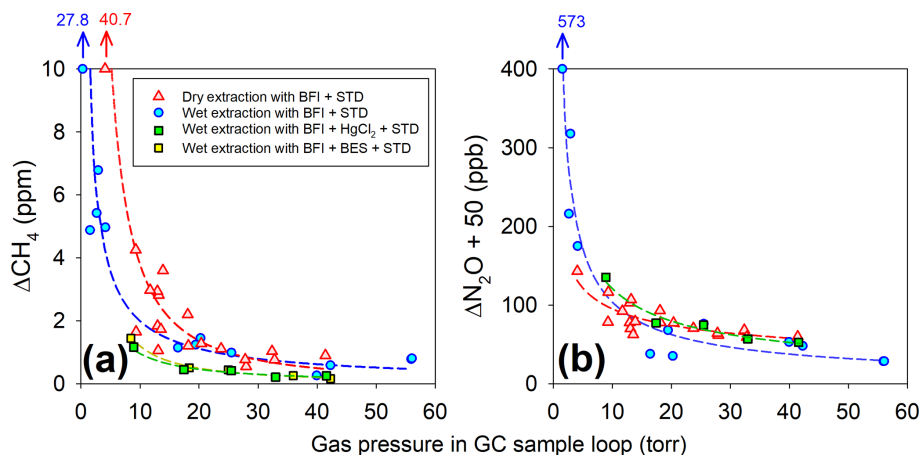 27.8 40.7
573
10
8
6
4
2
0
ΔCH4 (ppm)
Dry extraction with BFI + STD
Wet extraction with BFI + STD
Wet extraction with BFI + HgCl2 + STD
Wet extraction with BFI + BES + STD
(a)
0 10 20 30 40 50 60
400
300
200
100
0
ΔN2O + 50 (ppb)
(b)
0 10 20 30 40 50 60
Gas pressure in GC sample loop (torr)